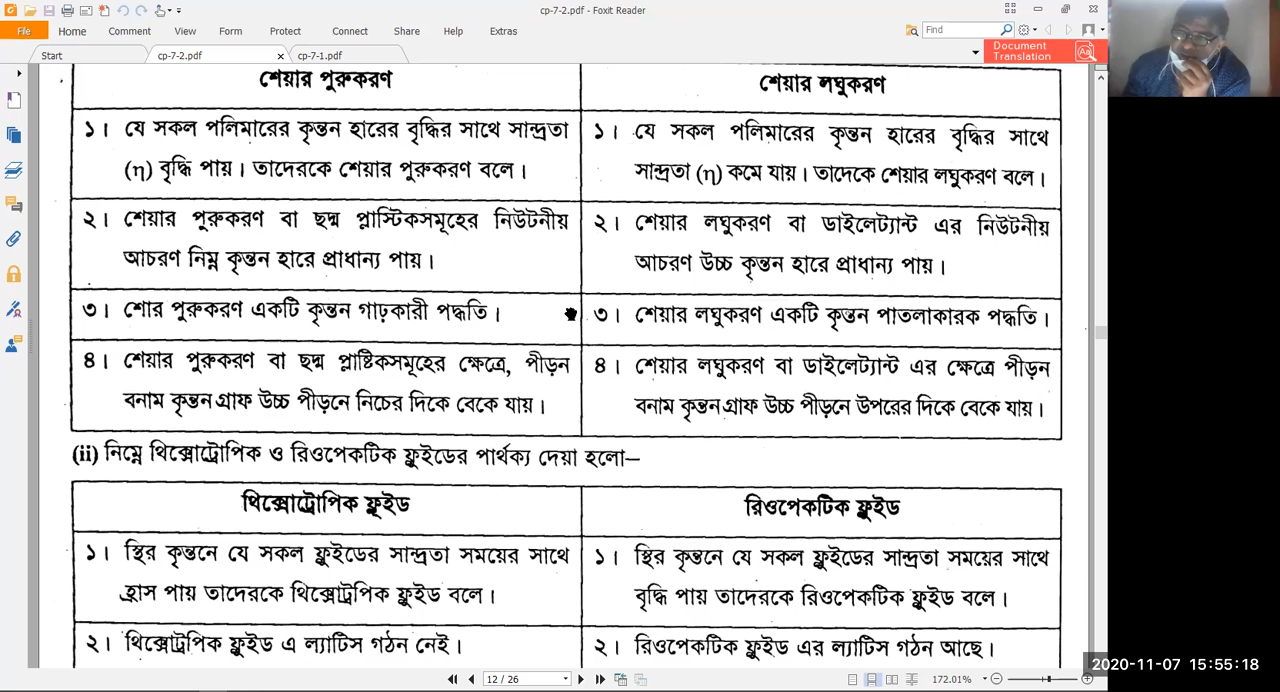 cp-7-2.pdf - Foxit Reader
File Home Comment View Form Protect Connect Share Help Extras Find
Start cp-7-2.pdf cp-7-1.pdf Document Translation
শেয়ার পুরুকরণ
শেয়ার লঘুকরণ
১। যে সকল পলিমারের কৃন্তন হারের বৃদ্ধির সাথে সান্দ্রতা
(η) বৃদ্ধি পায়। তাদেরকে শেয়ার পুরুকরণ বলে।
১। যে সকল পলিমারের কৃন্তন হারের বৃদ্ধির সাথে
সান্দ্রতা (η) কমে যায়। তাদেকে শেয়ার লঘুকরণ বলে।
২। শেয়ার পুরুকরণ বা ছদ্ম প্লাস্টিকসমূহের নিউটনীয়
আচরণ নিম্ন কৃন্তন হারে প্রাধান্য পায়।
২। শেয়ার লঘুকরণ বা ডাইলেট্যান্ট এর নিউটনীয়
আচরণ উচ্চ কৃন্তন হারে প্রাধান্য পায়।
৩। শোর পুরুকরণ একটি কৃন্তন গাঢ়কারী পদ্ধতি।
৩। শেয়ার লঘুকরণ একটি কৃন্তন পাতলাকারক পদ্ধতি।
৪। শেয়ার পুরুকরণ বা ছদ্ম প্লাষ্টিকসমূহের ক্ষেত্রে, পীড়ন
বনাম কৃন্তন গ্রাফ উচ্চ পীড়নে নিচের দিকে বেকে যায়।
৪। শেয়ার লঘুকরণ বা ডাইলেট্যান্ট এর ক্ষেত্রে পীড়ন
বনাম কৃন্তন গ্রাফ উচ্চ পীড়নে উপরের দিকে বেকে যায়।
(ii) নিম্নে থিক্সোট্রোপিক ও রিওপেকটিক ফ্লুইডের পার্থক্য দেয়া হলো–
থিক্সোট্রোপিক ফ্লুইড
রিওপেকটিক ফ্লুইড
১। স্থির কৃন্তনে যে সকল ফ্লুইডের সান্দ্রতা সময়ের সাথে
হ্রাস পায় তাদেরকে থিক্সোট্রপিক ফ্লুইড বলে।
১। স্থির কৃন্তনে যে সকল ফ্লুইডের সান্দ্রতা সময়ের সাথে
বৃদ্ধি পায় তাদেরকে রিওপেকটিক ফ্লুইড বলে।
২। থিক্সোট্রপিক ফ্লুইড এ ল্যাটিস গঠন নেই।
২। রিওপেকটিক ফ্লুইড এর ল্যাটিস গঠন আছে।
2020-11-07 15:55:18
12 / 26 172.01%